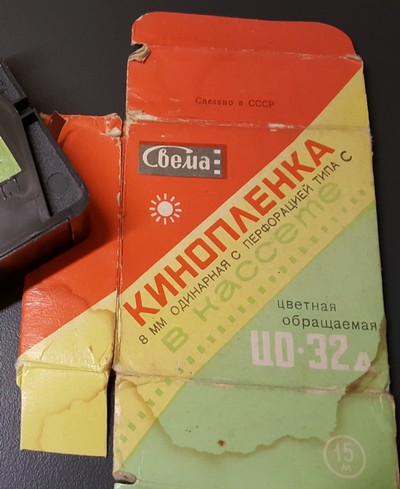 Сделано в СССР
Свема
КИНОПЛЕНКА
8 ММ ОДИНАРНАЯ С ПЕРФОРАЦИЕЙ ТИПА С
в кассете
цветная
обращаемая
ЦО-32Д
15
м